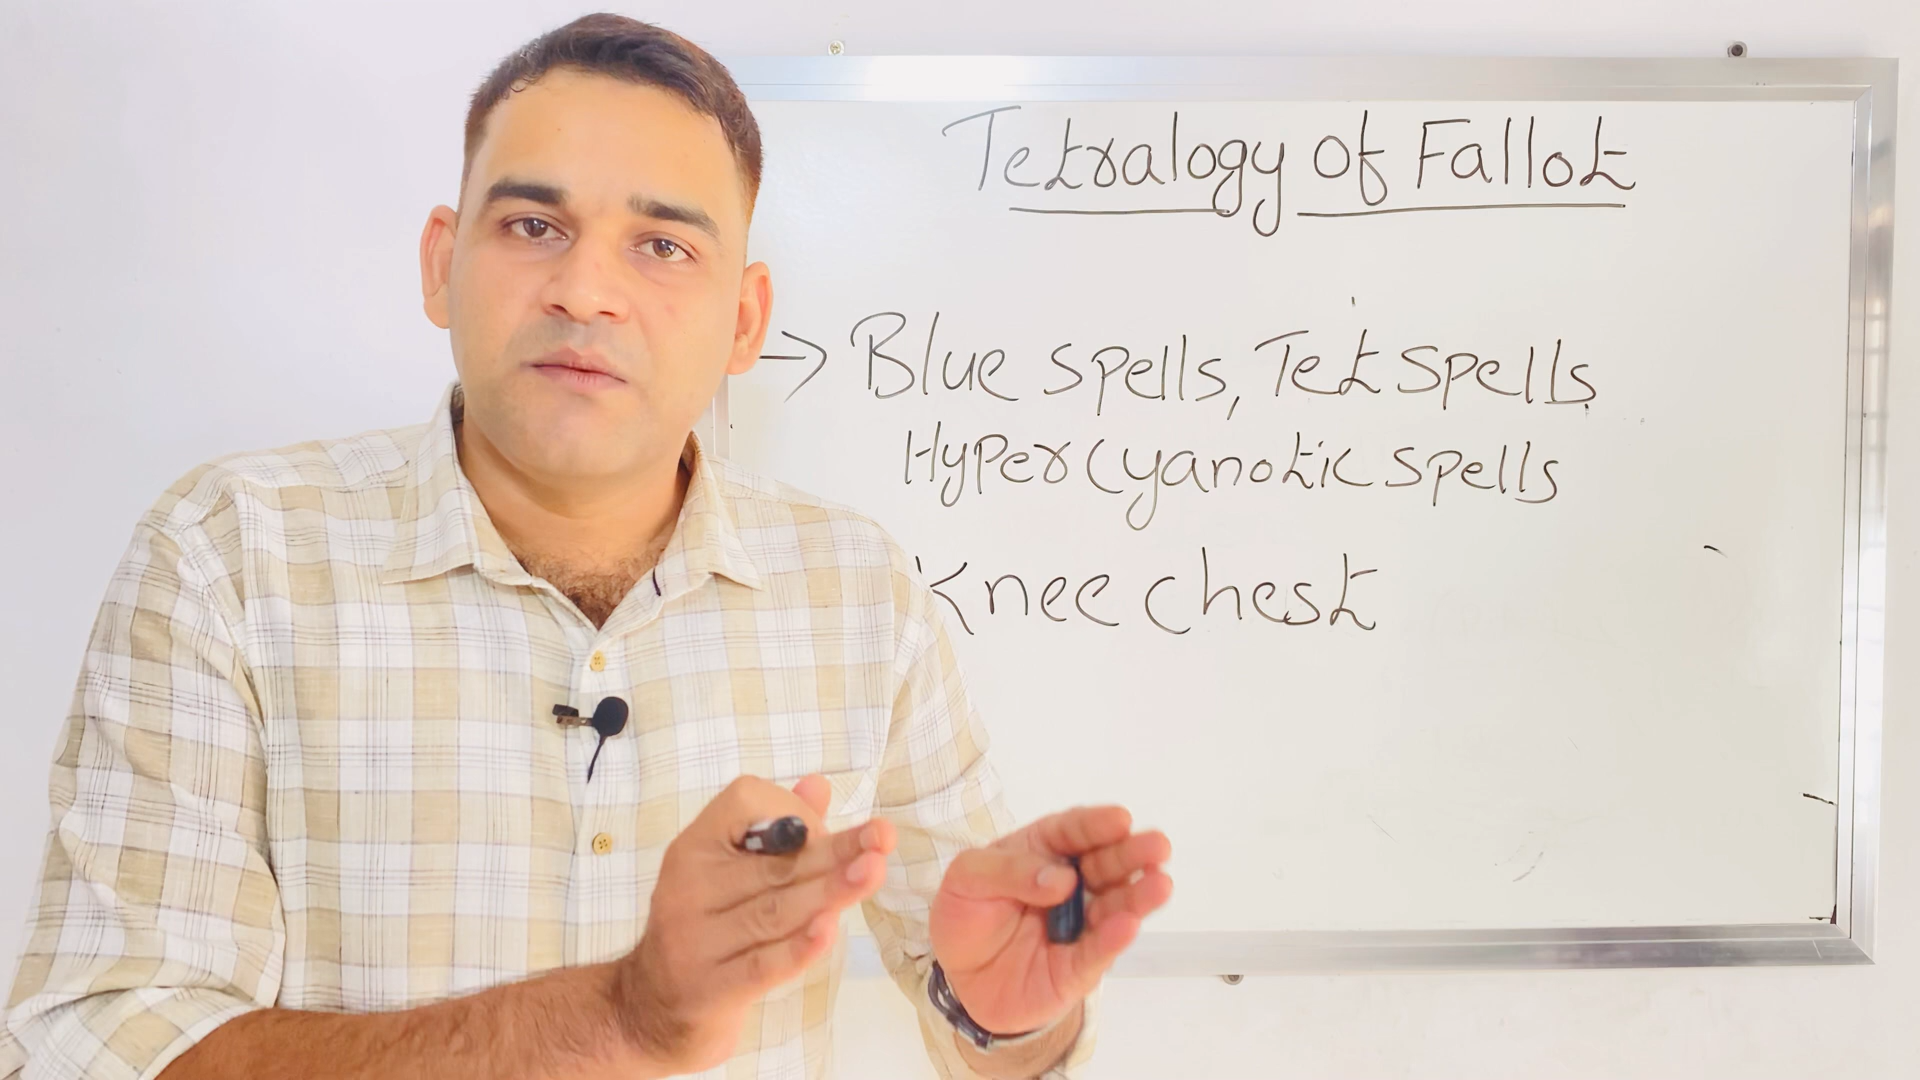 Tetralogy of Fallot
→ Blue spells, Tet spells
Hypercyanotic spells
Knee chest